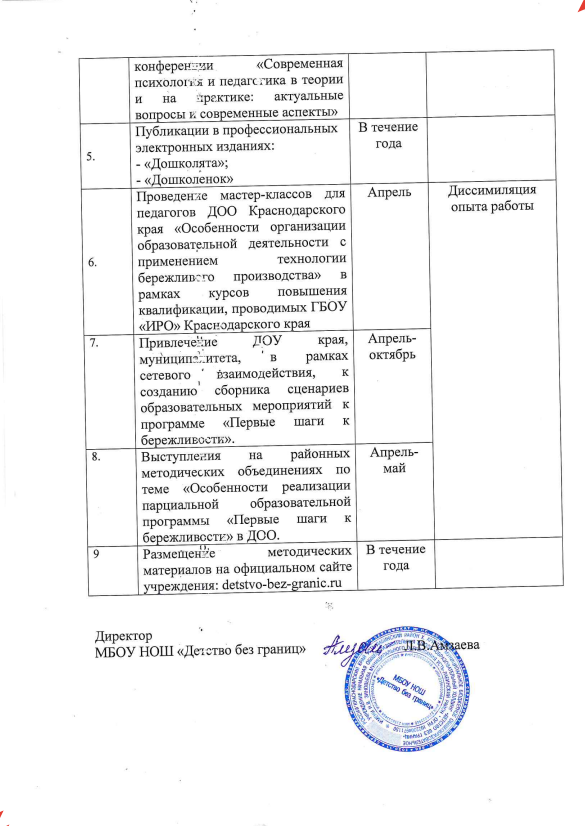 конференции «Современная
психология и педагогика в теории
и на практике: актуальные
вопросы и современные аспекты»
5.
Публикации в профессиональных
электронных изданиях:
- «Дошколята»;
- «Дошколёнок»
В течение
года
6.
Проведение мастер-классов для
педагогов ДОО Краснодарского
края «Особенности организации
образовательной деятельности с
применением технологии
бережливого производства» в
рамках курсов повышения
квалификации, проводимых ГБОУ
«ИРО» Краснодарского края
Апрель
Диссимиляция
опыта работы
7.
Привлечение ДОУ края,
муниципалитета, в рамках
сетевого взаимодействия, к
созданию сборника сценариев
образовательных мероприятий к
программе «Первые шаги к
бережливости».
Апрель-
октябрь
8.
Выступления на районных
методических объединениях по
теме «Особенности реализации
парциальной образовательной
программы «Первые шаги к
бережливости» в ДОО.
Апрель-
май
9
Размещение методических
материалов на официальном сайте
учреждения: detstvo-bez-granic.ru
В течение
года
Директор
МБОУ НОШ «Детство без границ»
Л.В.Амзаева
МБОУ НОШ
«Детство без границ»